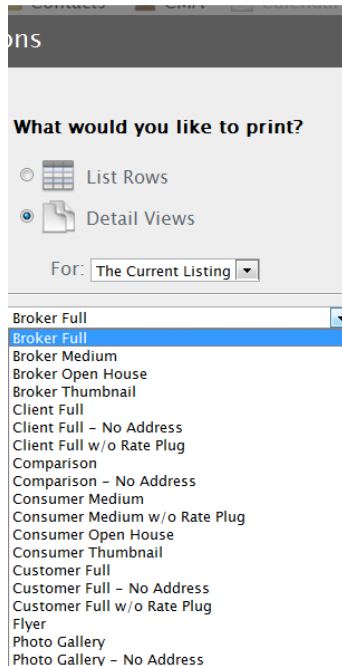 Contacts CMA Calendar
ons
What would you like to print?
List Rows
Detail Views
For: The Current Listing
Broker Full
Broker Full
Broker Medium
Broker Open House
Broker Thumbnail
Client Full
Client Full - No Address
Client Full w/o Rate Plug
Comparison
Comparison - No Address
Consumer Medium
Consumer Medium w/o Rate Plug
Consumer Open House
Consumer Thumbnail
Customer Full
Customer Full - No Address
Customer Full w/o Rate Plug
Flyer
Photo Gallery
Photo Gallery - No Address